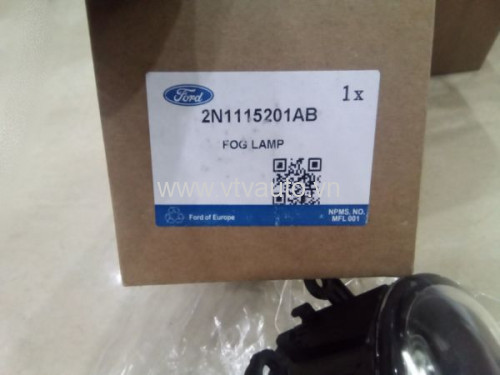 Ford
2N1115201AB
1x
FOG LAMP
www.vtvauto.vn
Ford of Europe
NPMS. NO.
MFL 001